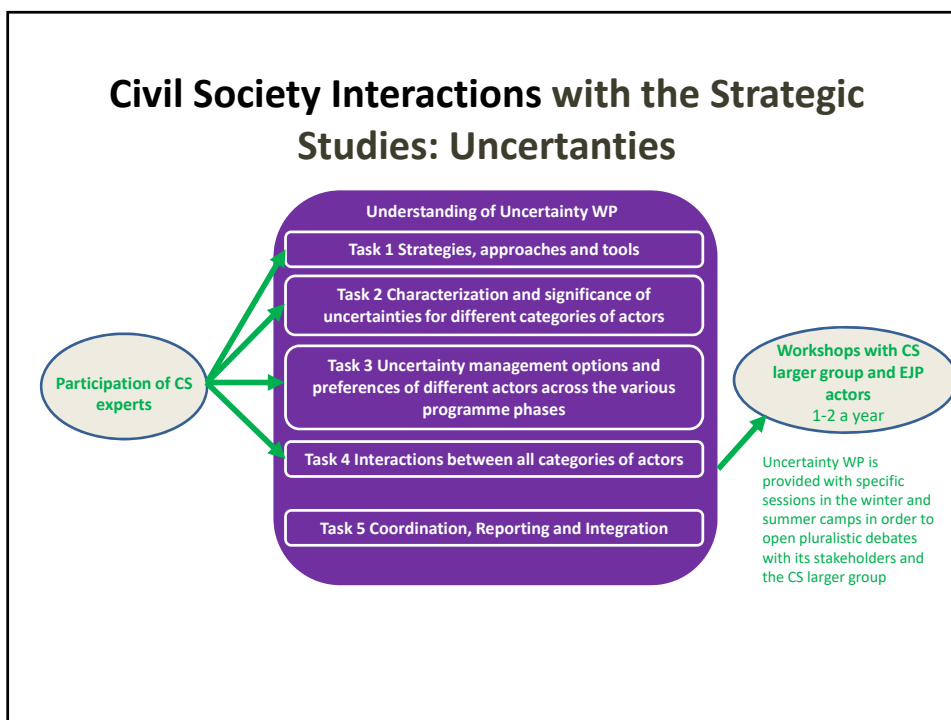 Civil Society Interactions with the Strategic
Studies: Uncertanties
Understanding of Uncertainty WP
Task 1 Strategies, approaches and tools
Task 2 Characterization and significance of
uncertainties for different categories of actors
Task 3 Uncertainty management options and
preferences of different actors across the various
programme phases
Task 4 Interactions between all categories of actors
Task 5 Coordination, Reporting and Integration
Participation of CS
experts
Workshops with CS
larger group and EJP
actors
1-2 a year
Uncertainty WP is
provided with specific
sessions in the winter and
summer camps in order to
open pluralistic debates
with its stakeholders and
the CS larger group